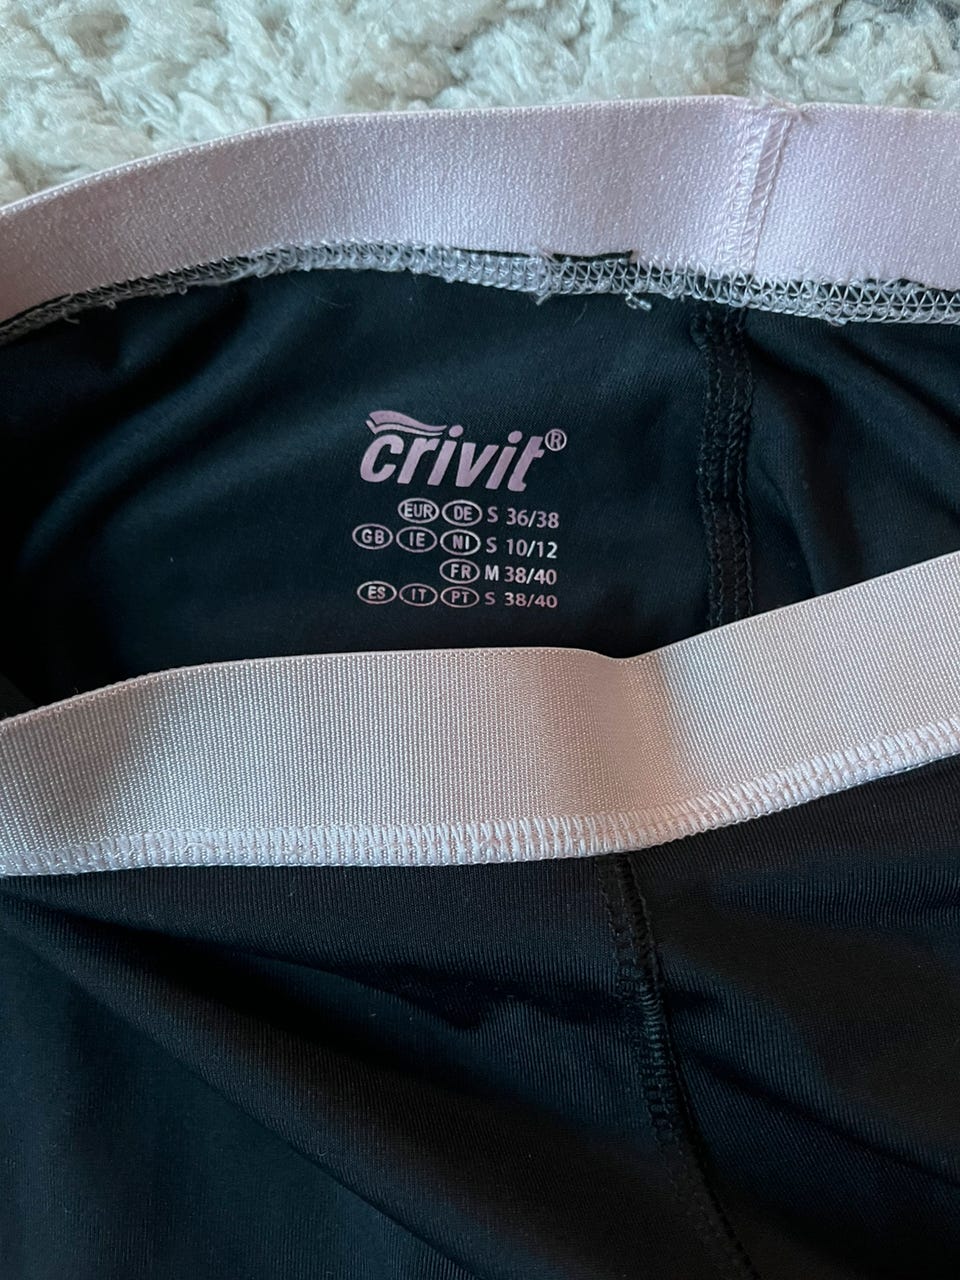 crivit®
EUR DE S 36/38
GB IE NI S 10/12
FR M 38/40
ES IT PT S 38/40